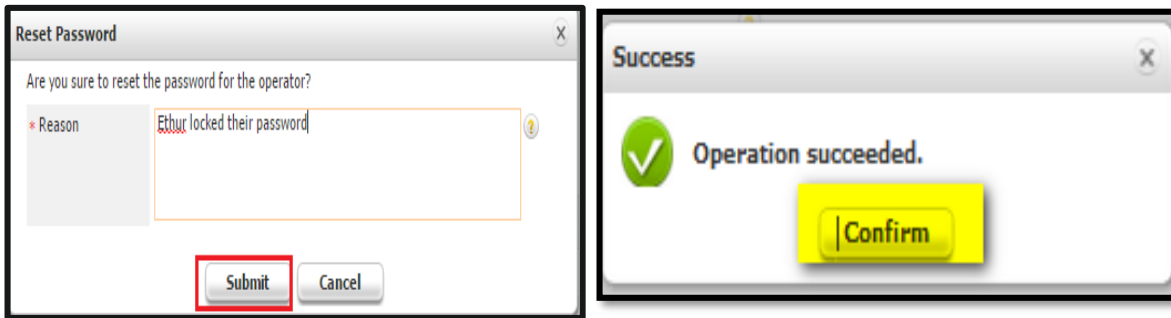 Reset Password
X
Are you sure to reset the password for the operator?
* Reason
Ethur locked their password
?
Submit
Cancel
Success
X
Operation succeeded.
Confirm